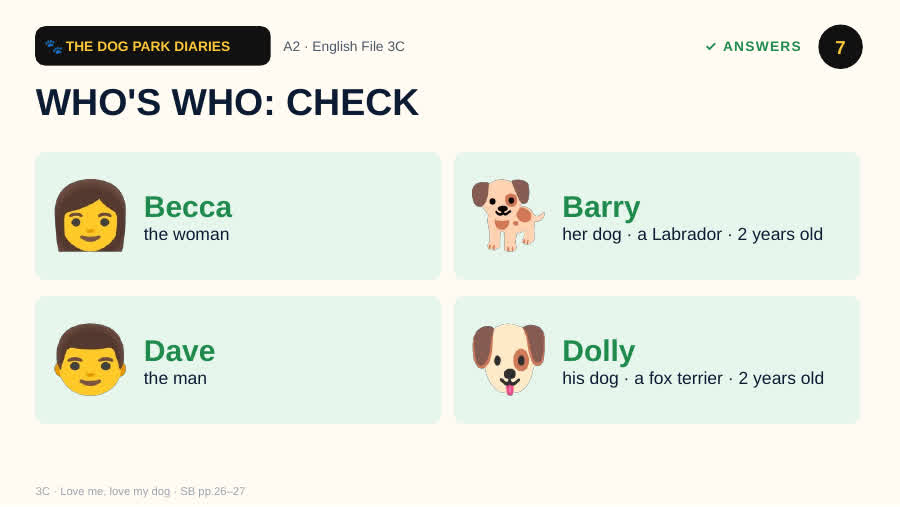 THE DOG PARK DIARIES
A2 · English File 3C
✓ ANSWERS
7
WHO'S WHO: CHECK
Becca
the woman
Barry
her dog · a Labrador · 2 years old
Dave
the man
Dolly
his dog · a fox terrier · 2 years old
3C · Love me, love my dog · SB pp.26–27